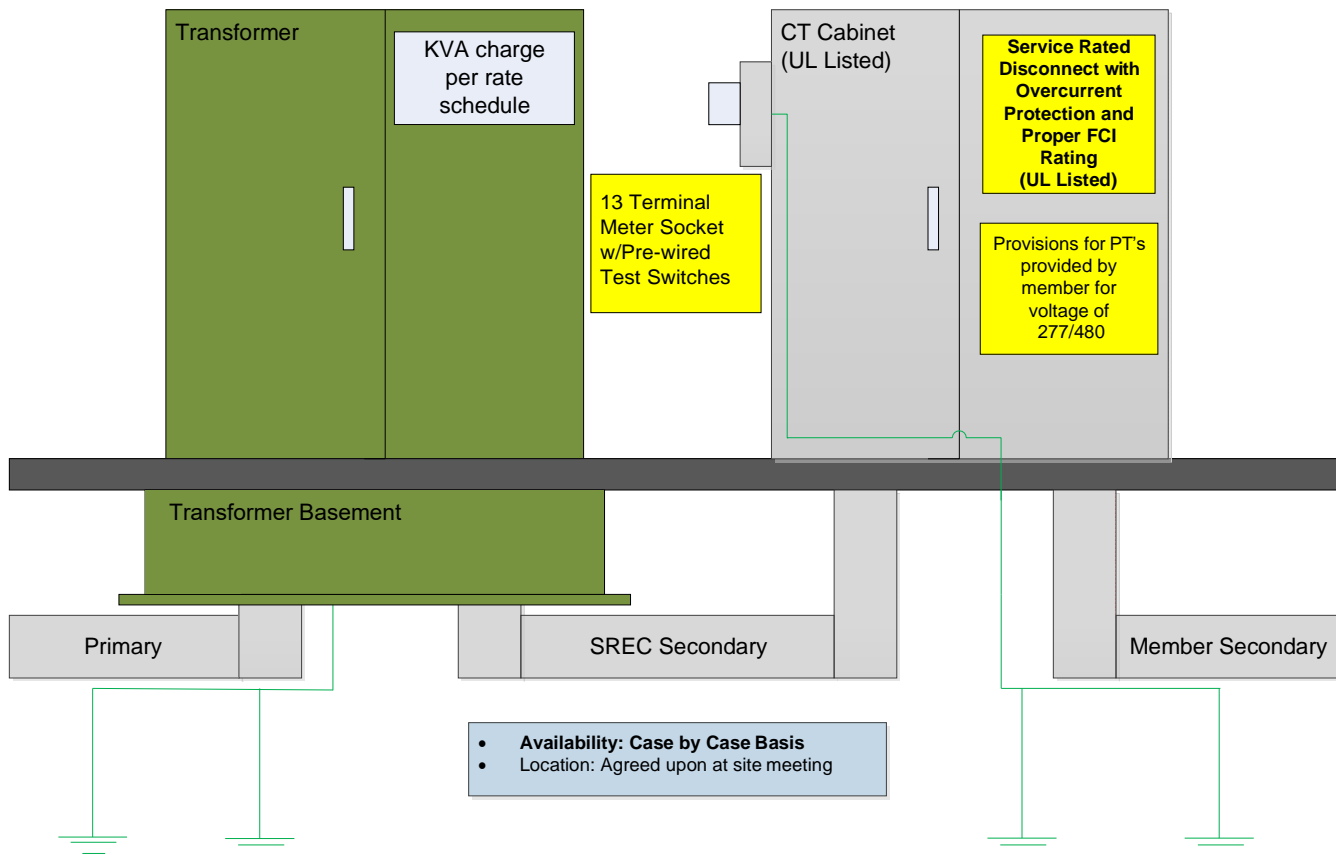 Transformer
KVA charge
per rate
schedule
CT Cabinet
(UL Listed)
Service Rated
Disconnect with
Overcurrent
Protection and
Proper FCI
Rating
(UL Listed)
13 Terminal
Meter Socket
w/Pre-wired
Test Switches
Provisions for PT's
provided by
member for
voltage of
277/480
Transformer Basement
Primary
SREC Secondary
Member Secondary
• Availability: Case by Case Basis
• Location: Agreed upon at site meeting